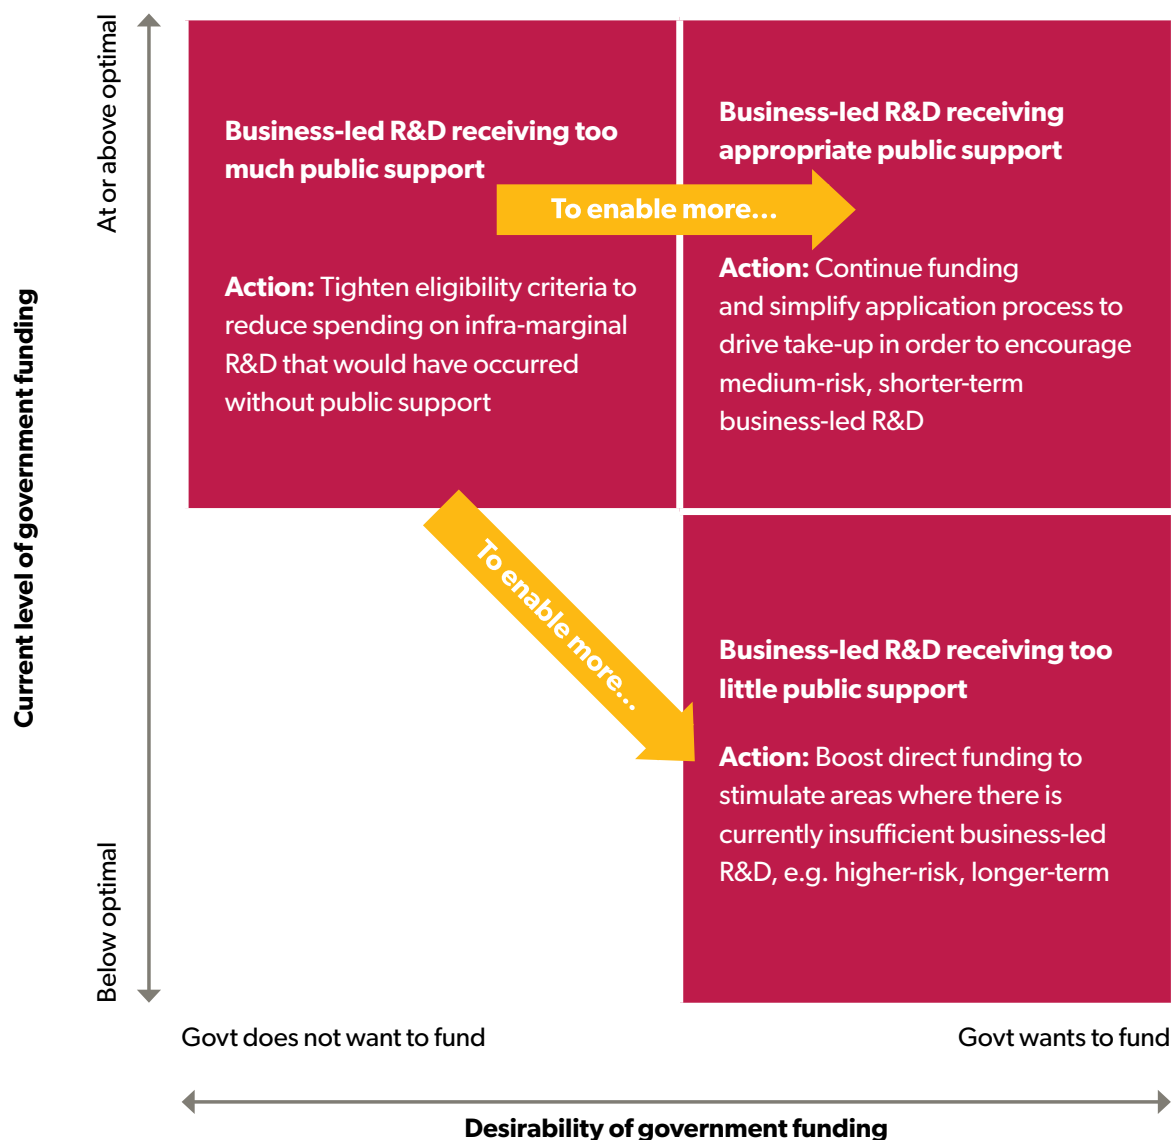 Current level of government funding
At or above optimal
Below optimal
Business-led R&D receiving too
much public support
Action: Tighten eligibility criteria to
reduce spending on infra-marginal
R&D that would have occurred
without public support
To enable more...
Business-led R&D receiving
appropriate public support
Action: Continue funding
and simplify application process to
drive take-up in order to encourage
medium-risk, shorter-term
business-led R&D
To enable more...
Business-led R&D receiving too
little public support
Action: Boost direct funding to
stimulate areas where there is
currently insufficient business-led
R&D, e.g. higher-risk, longer-term
Govt does not want to fund
Govt wants to fund
Desirability of government funding